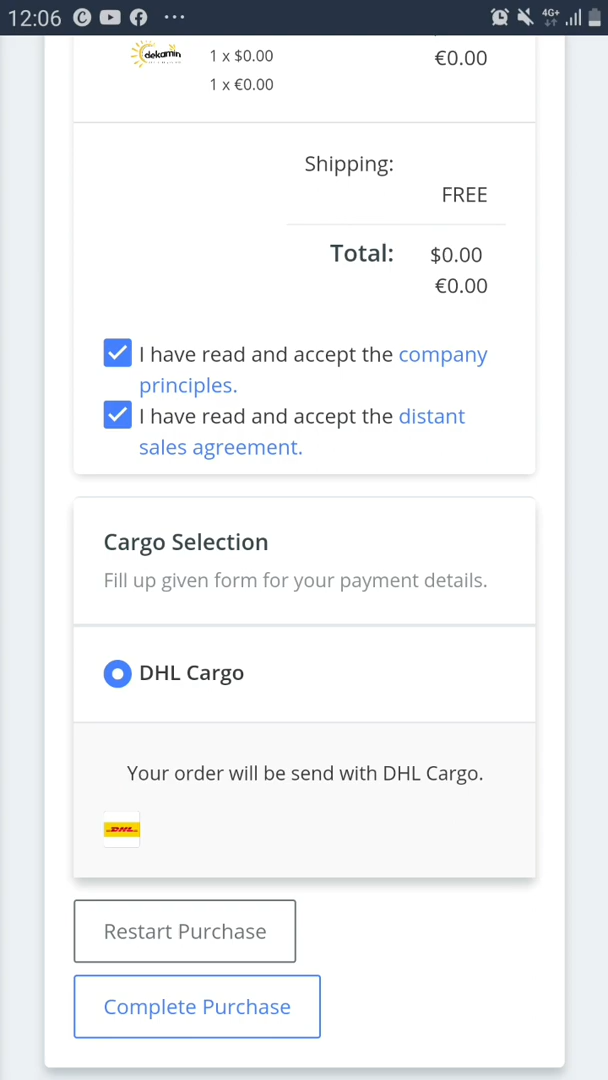 12:06
4G+
dekamin
1 x $0.00
€0.00
1 x €0.00
Shipping:
FREE
Total:
$0.00
€0.00
I have read and accept the company
principles.
I have read and accept the distant
sales agreement.
Cargo Selection
Fill up given form for your payment details.
DHL Cargo
Your order will be send with DHL Cargo.
DHL
Restart Purchase
Complete Purchase